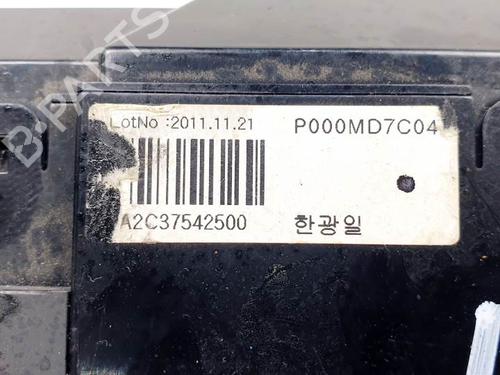 B-PARTS
LotNo :2011.11.21 P000MD7C04
A2C37542500 한광일